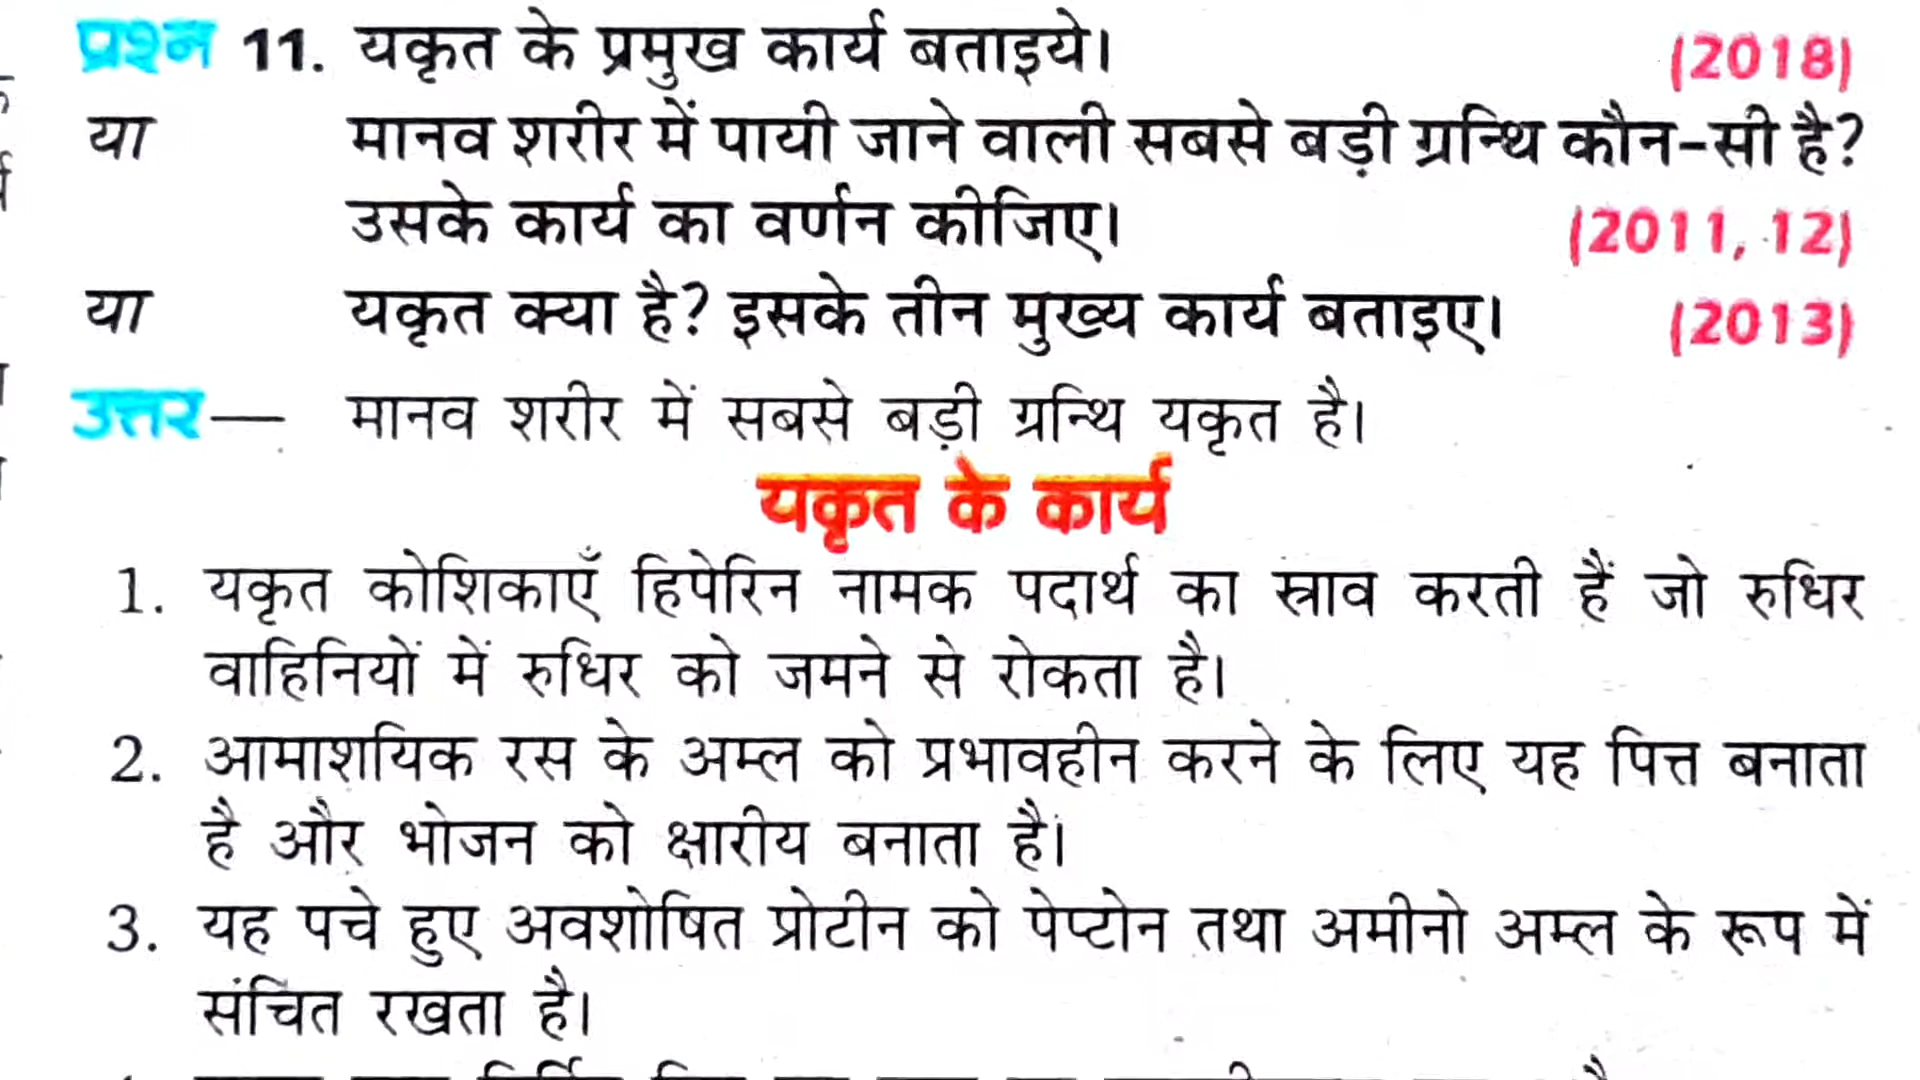 प्रश्न 11. यकृत के प्रमुख कार्य बताइये। (2018)
या मानव शरीर में पायी जाने वाली सबसे बड़ी ग्रन्थि कौन-सी है?
उसके कार्य का वर्णन कीजिए। (2011, 12)
या यकृत क्या है? इसके तीन मुख्य कार्य बताइए। (2013)
उत्तर— मानव शरीर में सबसे बड़ी ग्रन्थि यकृत है।
यकृत के कार्य
1. यकृत कोशिकाएँ हिपेरिन नामक पदार्थ का स्राव करती हैं जो रुधिर
वाहिनियों में रुधिर को जमने से रोकता है।
2. आमाशयिक रस के अम्ल को प्रभावहीन करने के लिए यह पित्त बनाता
है और भोजन को क्षारीय बनाता है।
3. यह पचे हुए अवशोषित प्रोटीन को पेप्टोन तथा अमीनो अम्ल के रूप में
संचित रखता है।